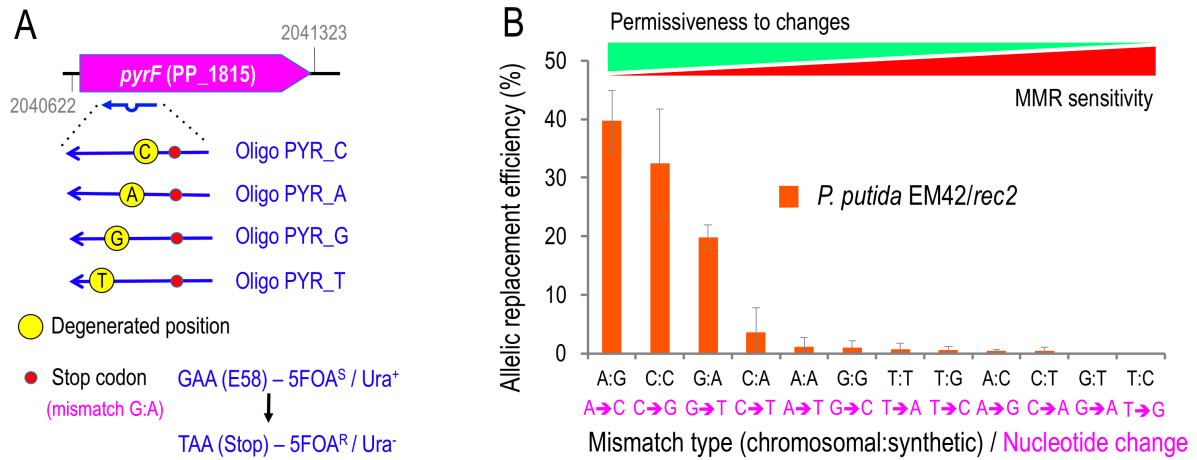 A
2041323
pyrF (PP_1815)
2040622
C
Oligo PYR_C
A
Oligo PYR_A
G
Oligo PYR_G
T
Oligo PYR_T
Degenerated position
Stop codon
(mismatch G:A)
GAA (E58) – 5FOAˢ / Ura⁺
TAA (Stop) – 5FOAᴿ / Ura⁻
B
Permissiveness to changes
MMR sensitivity
Allelic replacement efficiency (%)
50
40
30
20
10
0
P. putida EM42/rec2
A:G C:C G:A C:A A:A G:G T:T T:G A:C C:T G:T T:C
A➔C C➔G G➔T C➔T A➔T G➔C T➔A T➔C A➔G C➔A G➔A T➔G
Mismatch type (chromosomal:synthetic) / Nucleotide change